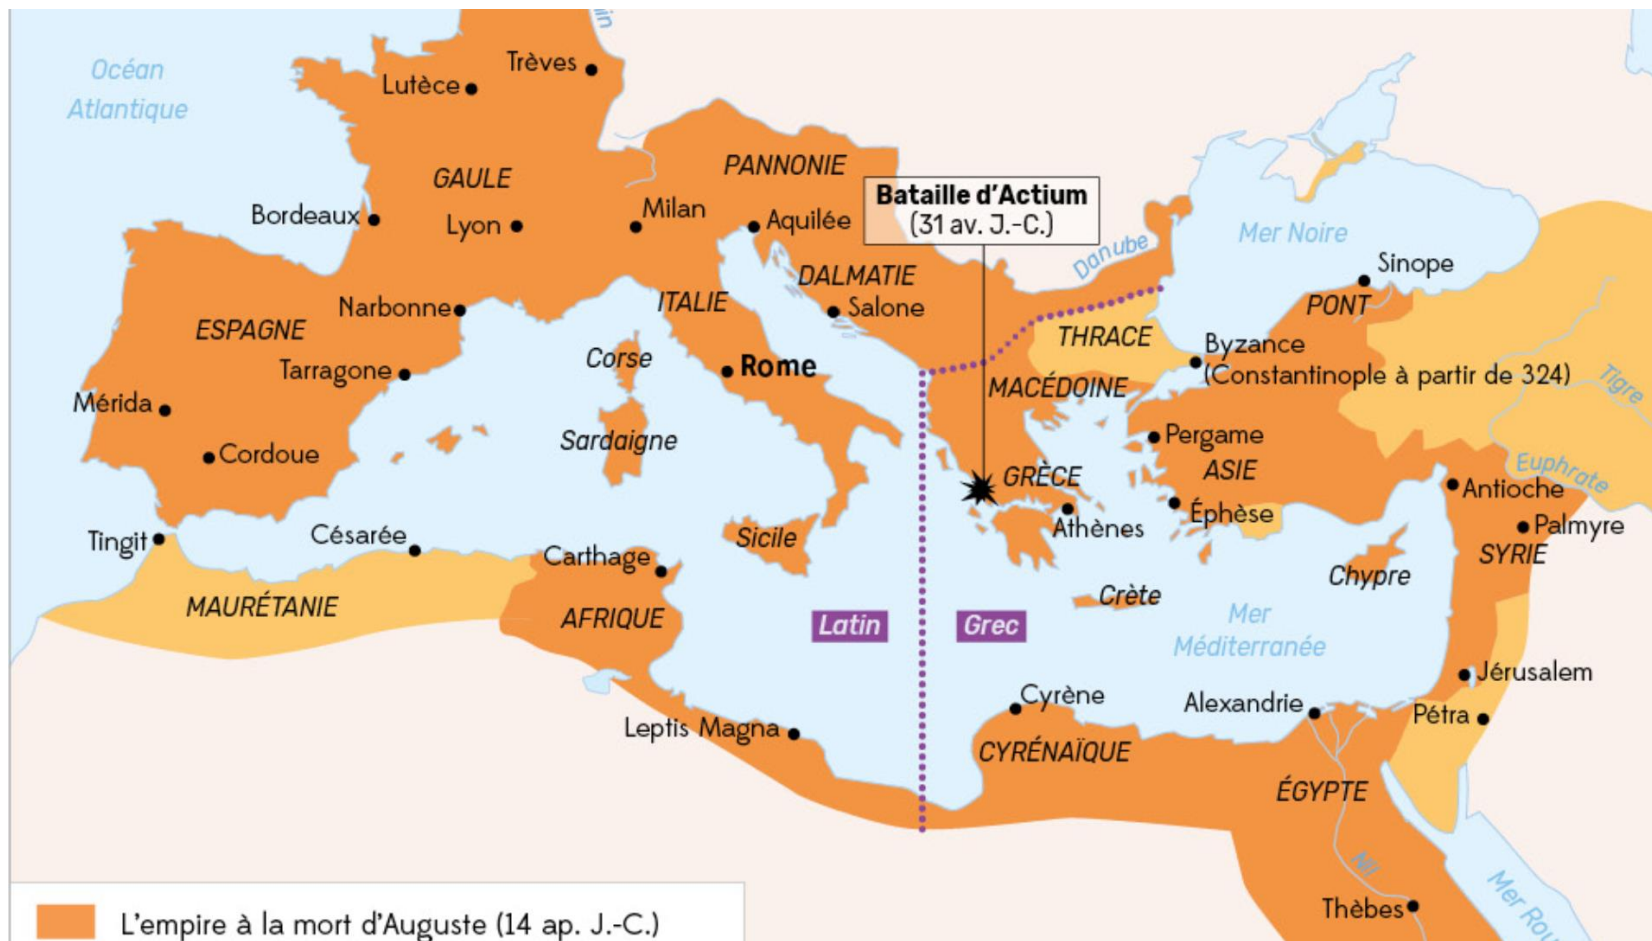 Océan
Atlantique
Lutèce
Trèves
in
GAULE
PANNONIE
Bataille d'Actium
(31 av. J.-C.)
Bordeaux
Lyon
Milan
Aquilée
Danube
Mer Noire
Sinope
DALMATIE
ITALIE
Salone
PONT
Narbonne
ESPAGNE
THRACE
Byzance
(Constantinople à partir de 324)
Tigre
Corse
Rome
Tarragone
MACÉDOINE
Mérida
Sardaigne
Cordoue
Pergame
ASIE
GRÈCE
Euphrate
Antioche
Éphèse
Athènes
Palmyre
SYRIE
Tingit
Césarée
Sicile
Carthage
Chypre
Crète
MAURÉTANIE
AFRIQUE
Latin
Grec
Mer
Méditerranée
Jérusalem
Cyrène
Alexandrie
Pétra
Leptis Magna
CYRÉNAÏQUE
ÉGYPTE
Nil
Mer Rou
Thèbes
L'empire à la mort d'Auguste (14 ap. J.-C.)